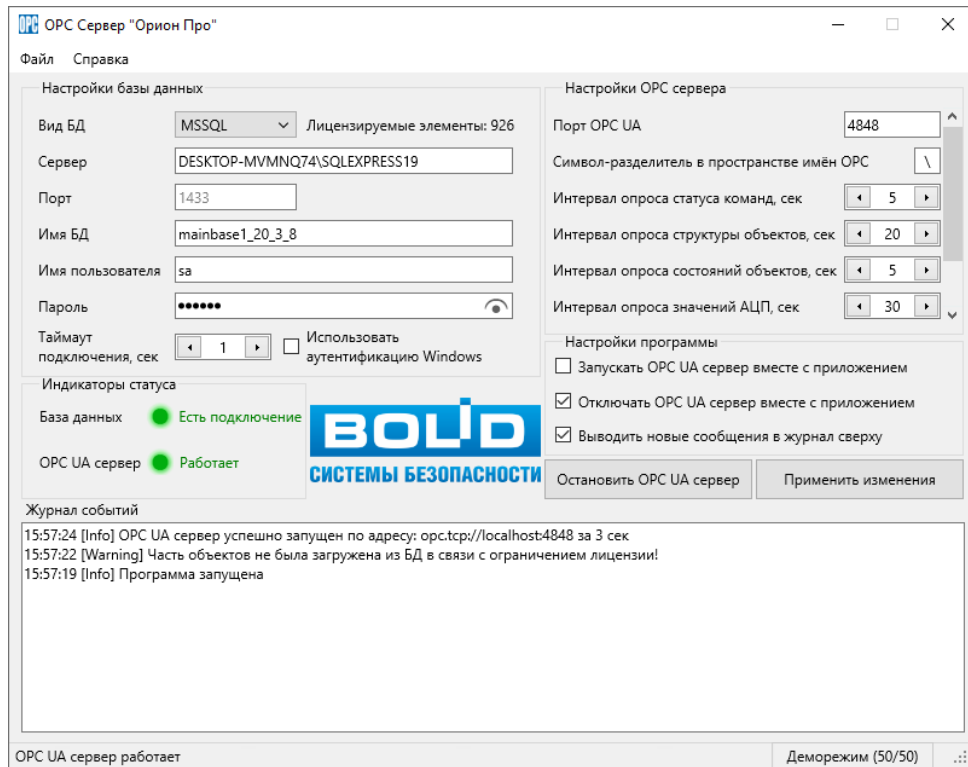 OPC Сервер "Орион Про"
Файл Справка
Настройки базы данных
Вид БД MSSQL Лицензируемые элементы: 926
Сервер DESKTOP-MVMNQ74\SQLEXPRESS19
Порт 1433
Имя БД mainbase1_20_3_8
Имя пользователя sa
Пароль ••••••
Таймаут
подключения, сек 1 Использовать
аутентификацию Windows
Индикаторы статуса
База данных Есть подключение
OPC UA сервер Работает
BOLID
СИСТЕМЫ БЕЗОПАСНОСТИ
Настройки OPC сервера
Порт OPC UA 4848
Символ-разделитель в пространстве имён OPC \
Интервал опроса статуса команд, сек 5
Интервал опроса структуры объектов, сек 20
Интервал опроса состояний объектов, сек 5
Интервал опроса значений АЦП, сек 30
Настройки программы
Запускать OPC UA сервер вместе с приложением
Отключать OPC UA сервер вместе с приложением
Выводить новые сообщения в журнал сверху
Остановить OPC UA сервер Применить изменения
Журнал событий
15:57:24 [Info] OPC UA сервер успешно запущен по адресу: opc.tcp://localhost:4848 за 3 сек
15:57:22 [Warning] Часть объектов не была загружена из БД в связи с ограничением лицензии!
15:57:19 [Info] Программа запущена
OPC UA сервер работает Деморежим (50/50)
OPC